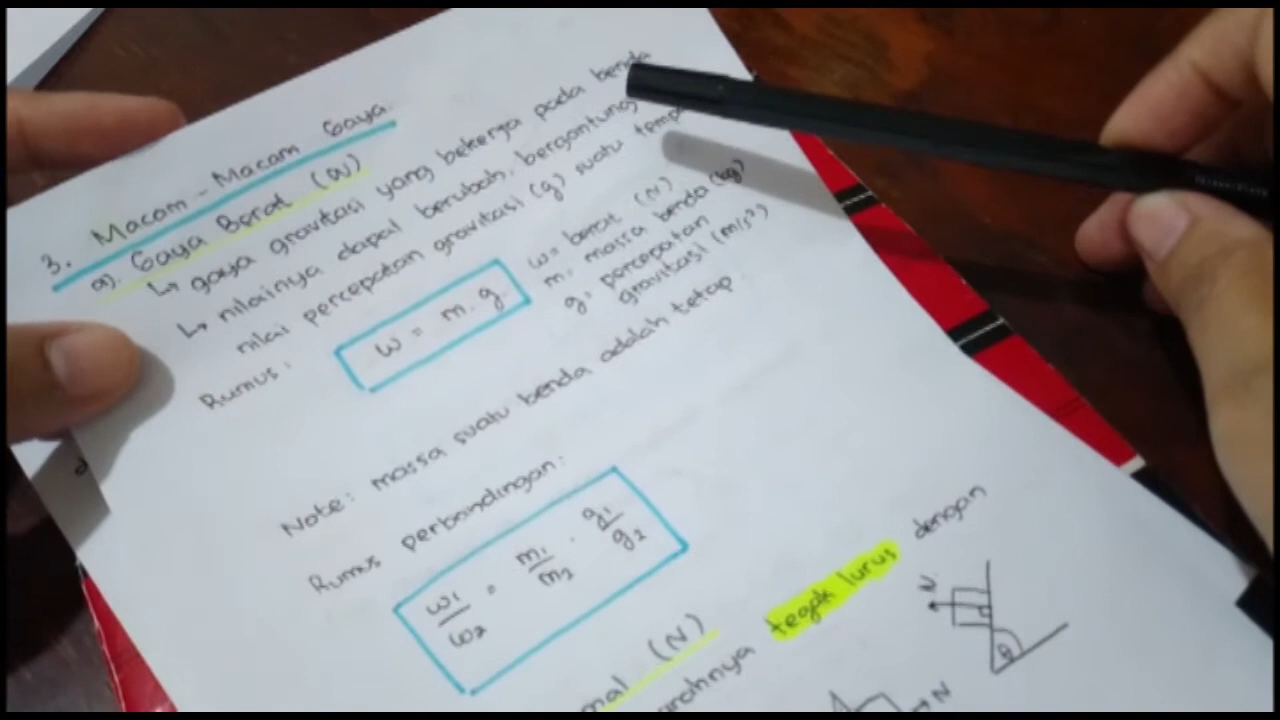 3. Macam - Macam Gaya
a). Gaya Berat (w)
↳ gaya gravitasi yang bekerja pada benda
↳ nilainya dapat berubah, bergantung
nilai percepatan gravitasi (g) suatu
Rumus:
w = m . g
w = berat (N)
m = massa benda (kg)
g = percepatan
gravitasi (m/s²)
Note: massa suatu benda adalah tetap
Rumus perbandingan:
w1/w2 = m1/m2 . g1/g2
(N)
arahnya tegak lurus dengan
N
θ
N